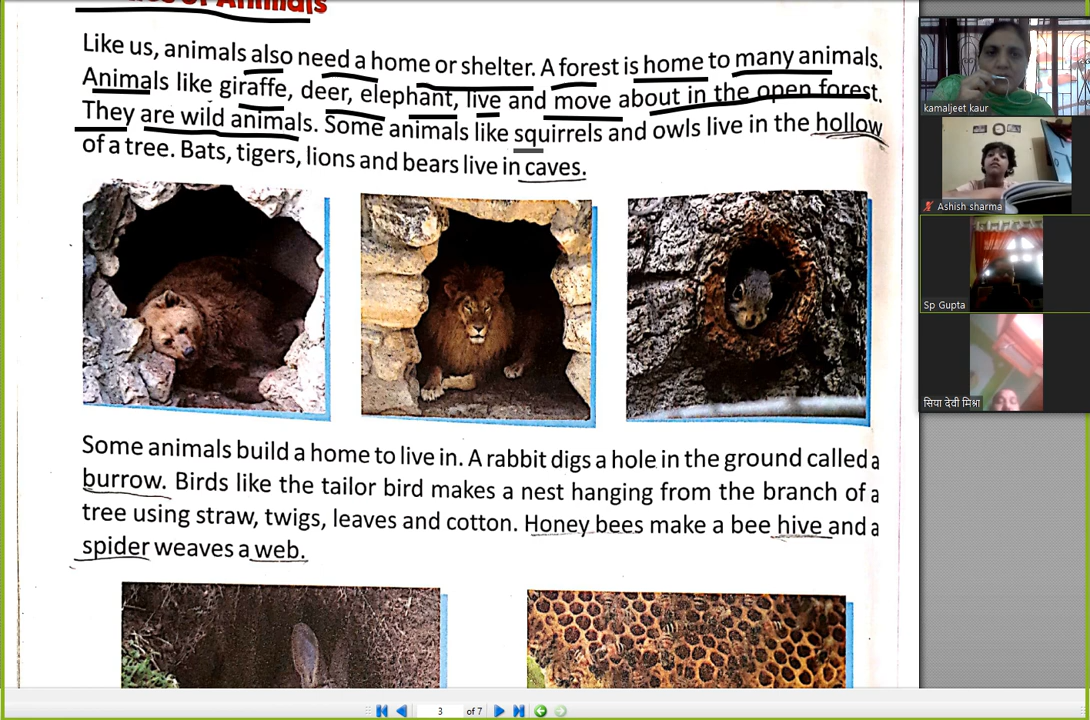 of Animals
Like us, animals also need a home or shelter. A forest is home to many animals.
Animals like giraffe, deer, elephant, live and move about in the open forest.
They are wild animals. Some animals like squirrels and owls live in the hollow
of a tree. Bats, tigers, lions and bears live in caves.
Some animals build a home to live in. A rabbit digs a hole in the ground called a
burrow. Birds like the tailor bird makes a nest hanging from the branch of a
tree using straw, twigs, leaves and cotton. Honey bees make a bee hive and a
spider weaves a web.
3 of 7
kamaljeet kaur
Ashish sharma
Sp Gupta
सिया देवी मिश्रा